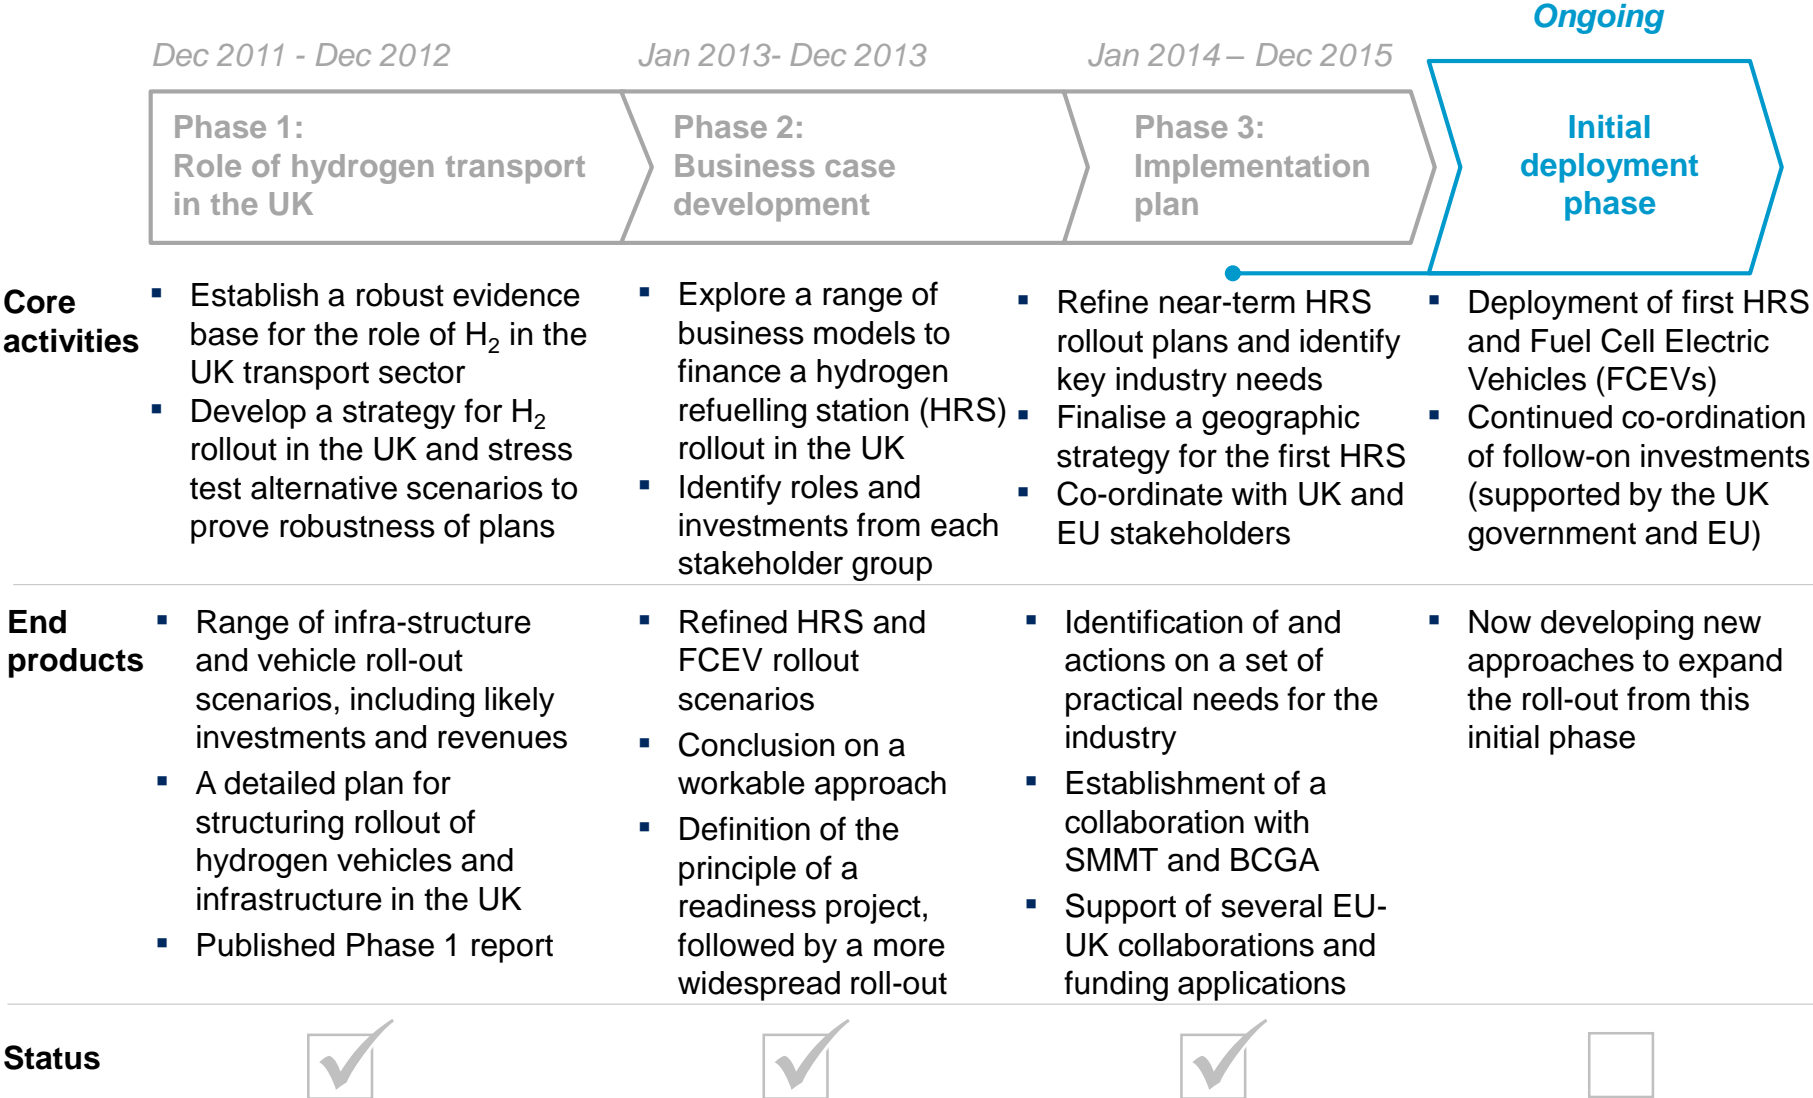 Ongoing
Dec 2011 - Dec 2012
Jan 2013- Dec 2013
Jan 2014 – Dec 2015
Phase 1:
Role of hydrogen transport
in the UK
Phase 2:
Business case
development
Phase 3:
Implementation
plan
Initial
deployment
phase
Core
activities
▪ Establish a robust evidence
base for the role of H₂ in the
UK transport sector
▪ Develop a strategy for H₂
rollout in the UK and stress
test alternative scenarios to
prove robustness of plans
▪ Explore a range of
business models to
finance a hydrogen
refuelling station (HRS)
rollout in the UK
▪ Identify roles and
investments from each
stakeholder group
▪ Refine near-term HRS
rollout plans and identify
key industry needs
▪ Finalise a geographic
strategy for the first HRS
▪ Co-ordinate with UK and
EU stakeholders
▪ Deployment of first HRS
and Fuel Cell Electric
Vehicles (FCEVs)
▪ Continued co-ordination
of follow-on investments
(supported by the UK
government and EU)
End
products
▪ Range of infra-structure
and vehicle roll-out
scenarios, including likely
investments and revenues
▪ A detailed plan for
structuring rollout of
hydrogen vehicles and
infrastructure in the UK
▪ Published Phase 1 report
▪ Refined HRS and
FCEV rollout
scenarios
▪ Conclusion on a
workable approach
▪ Definition of the
principle of a
readiness project,
followed by a more
widespread roll-out
▪ Identification of and
actions on a set of
practical needs for the
industry
▪ Establishment of a
collaboration with
SMMT and BCGA
▪ Support of several EU-
UK collaborations and
funding applications
▪ Now developing new
approaches to expand
the roll-out from this
initial phase
Status